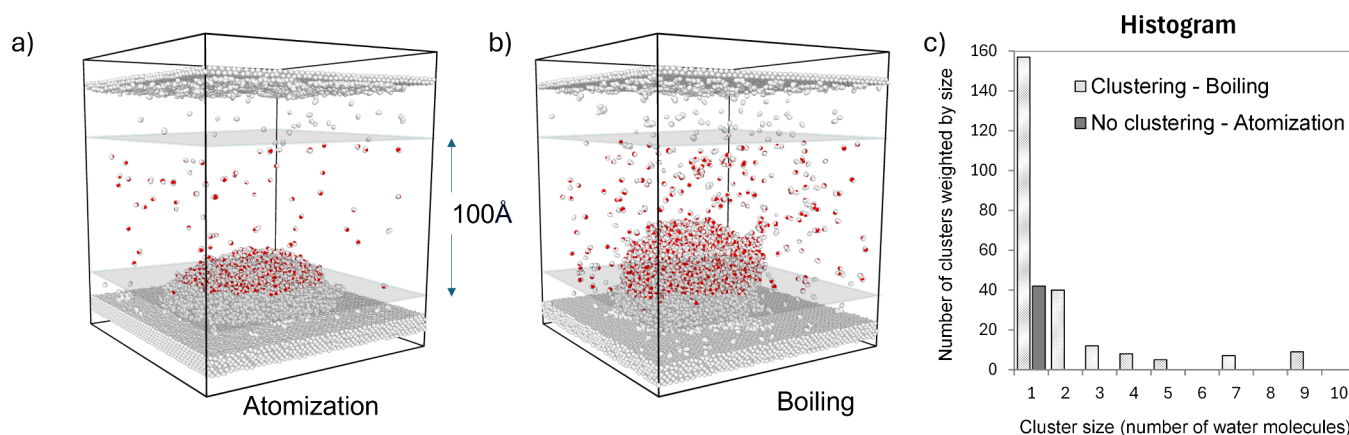 a)
100Å
Atomization
b)
Boiling
c)
Histogram
Number of clusters weighted by size
160
140
120
100
80
60
40
20
0
Clustering - Boiling
No clustering - Atomization
1 2 3 4 5 6 7 8 9 10
Cluster size (number of water molecules)